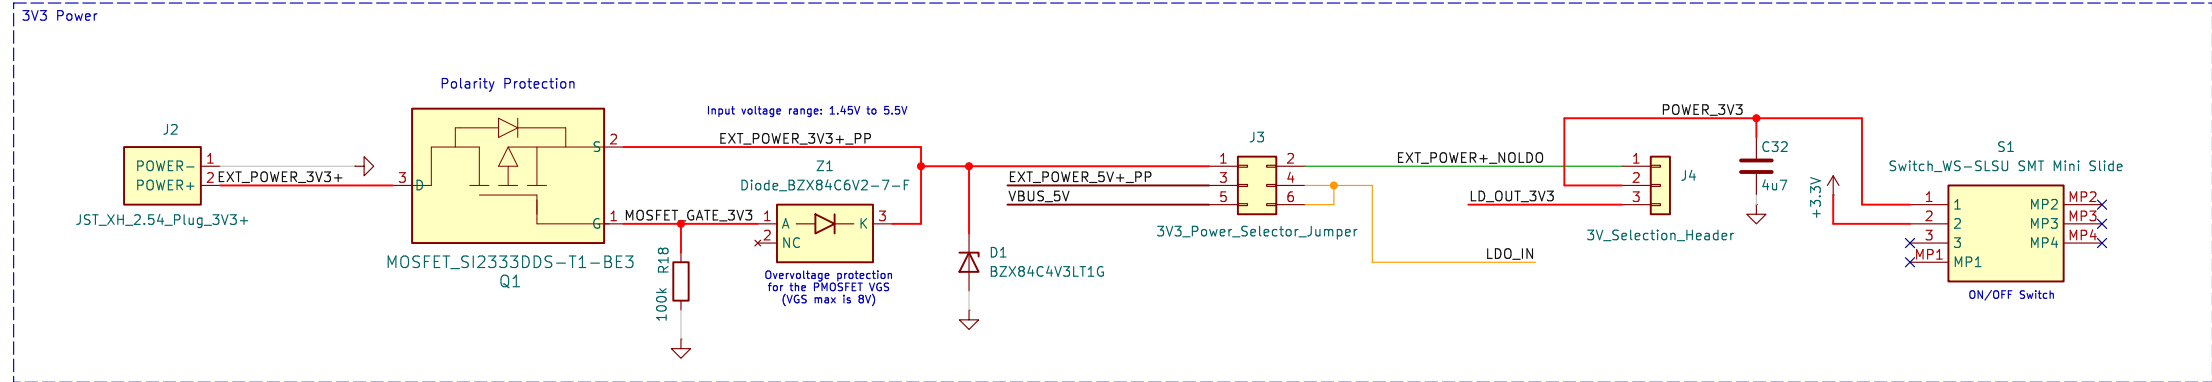 3V3 Power
Polarity Protection
Input voltage range: 1.45V to 5.5V
J2
POWER-
POWER+
1
2
EXT_POWER_3V3+
JST_XH_2.54_Plug_3V3+
3
D
S
2
G
1
MOSFET_SI2333DDS-T1-BE3
Q1
EXT_POWER_3V3+_PP
MOSFET_GATE_3V3
R18
100k
Z1
Diode_BZX84C6V2-7-F
1
A
K
3
2
NC
Overvoltage protection
for the PMOSFET VGS
(VGS max is 8V)
D1
BZX84C4V3LT1G
EXT_POWER_5V+_PP
VBUS_5V
J3
1
2
3
4
5
6
3V3_Power_Selector_Jumper
EXT_POWER+_NOLDO
LDO_IN
LD_OUT_3V3
1
2
3
J4
3V_Selection_Header
POWER_3V3
C32
4u7
+3.3V
S1
Switch_WS-SLSU SMT Mini Slide
1
1
MP2
MP2
2
2
MP3
MP3
3
3
MP4
MP4
MP1
MP1
ON/OFF Switch